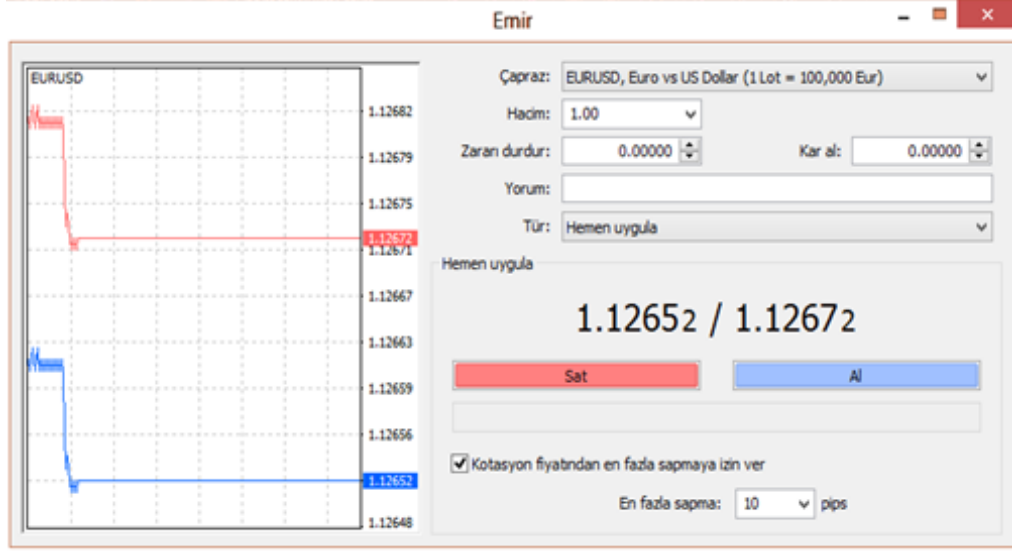 Emir
EURUSD
1.12682
1.12679
1.12675
1.12672
1.12671
1.12667
1.12663
1.12659
1.12656
1.12652
1.12648
Çapraz: EURUSD, Euro vs US Dollar (1 Lot = 100,000 Eur)
Hacim: 1.00
Zararı durdur: 0.00000 Kar al: 0.00000
Yorum:
Tür: Hemen uygula
Hemen uygula
1.12652 / 1.12672
Sat Al
Kotasyon fiyatından en fazla sapmaya izin ver
En fazla sapma: 10 pips